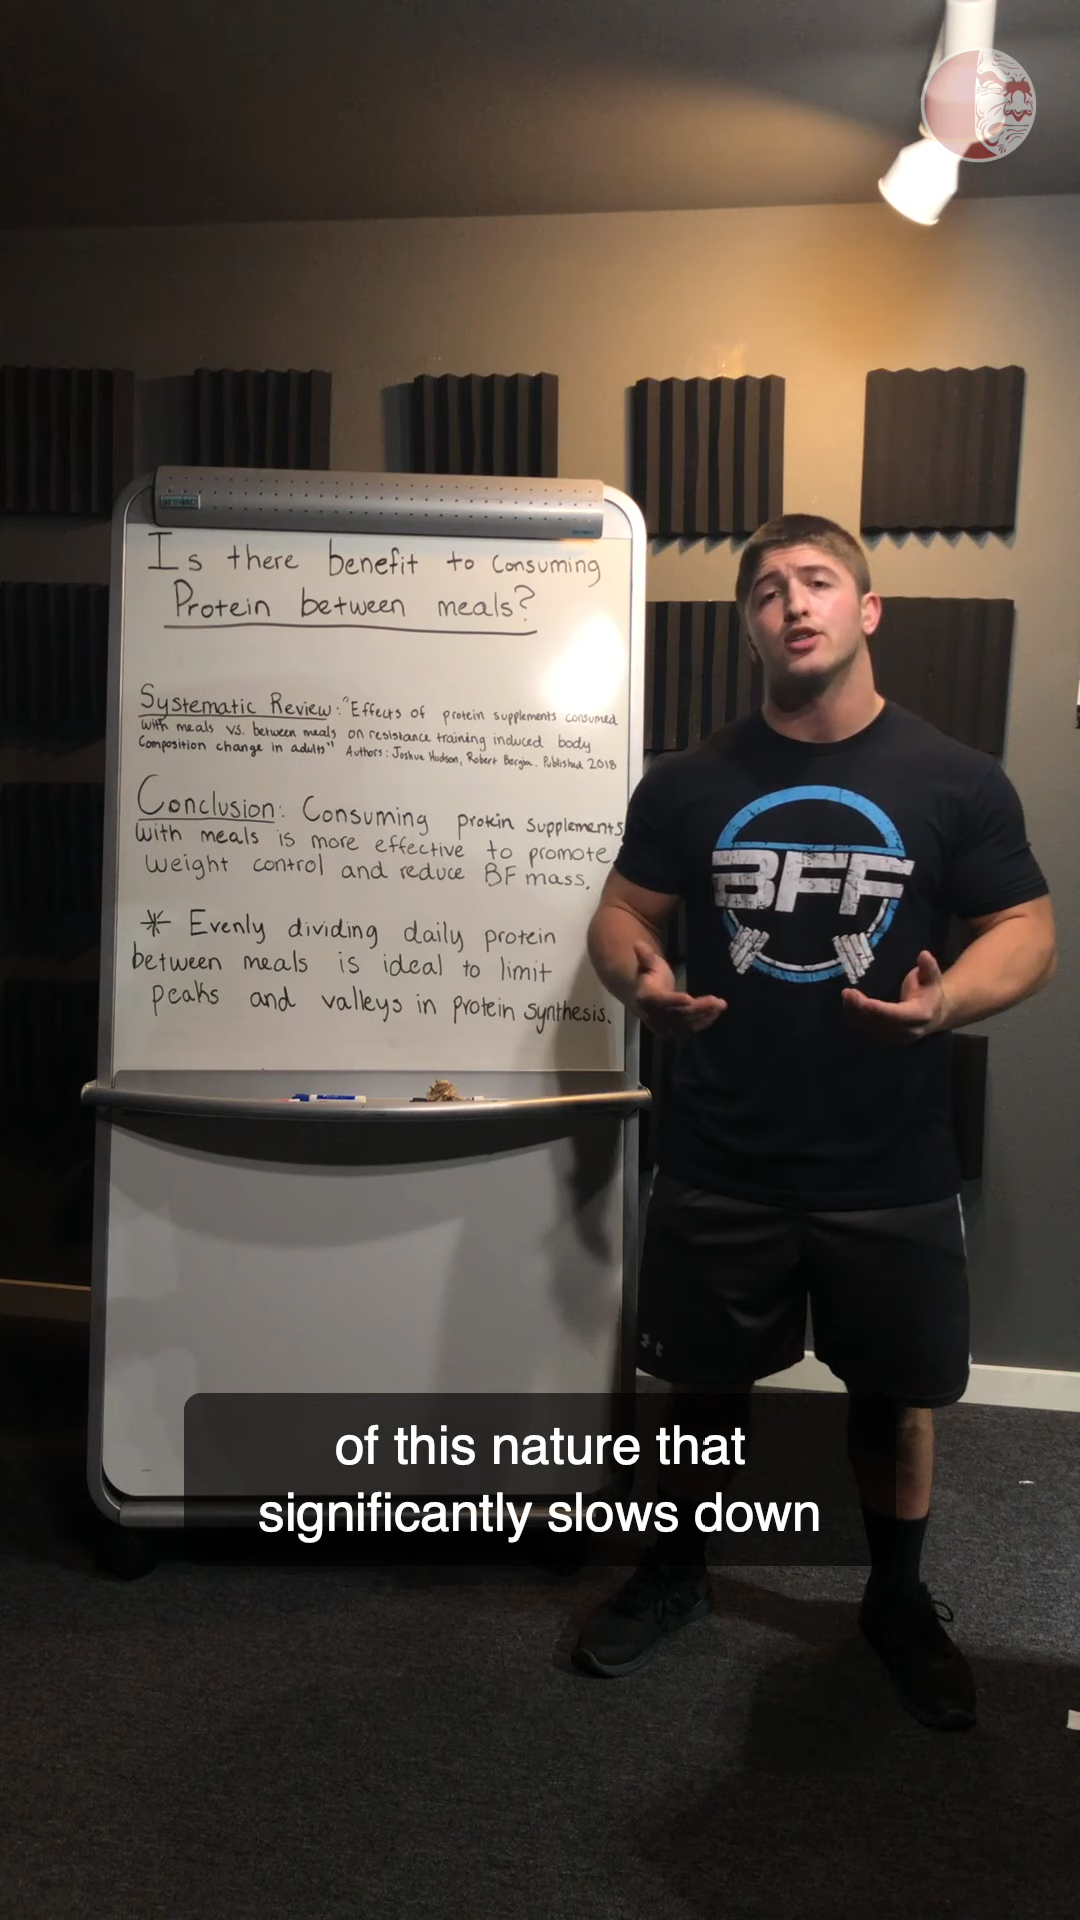 Is there benefit to Consuming
Protein between meals?
Systematic Review: "Effects of protein supplements consumed
with meals vs. between meals on resistance training induced body
Composition change in adults" Authors: Joshua Hudson, Robert Bergia. Published 2018
Conclusion: Consuming protein supplements
with meals is more effective to promote
weight control and reduce BF mass.
* Evenly dividing daily protein
between meals is ideal to limit
peaks and valleys in protein synthesis.
BFF
of this nature that
significantly slows down